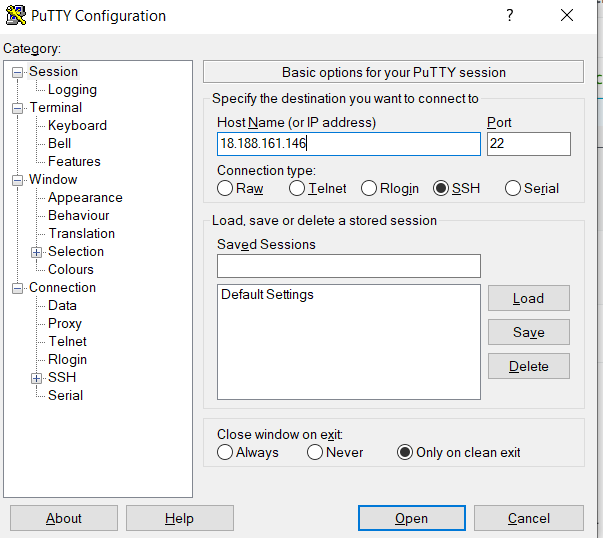 PuTTY Configuration
?
Category:
Session
Logging
Terminal
Keyboard
Bell
Features
Window
Appearance
Behaviour
Translation
Selection
Colours
Connection
Data
Proxy
Telnet
Rlogin
SSH
Serial
Basic options for your PuTTY session
Specify the destination you want to connect to
Host Name (or IP address) Port
18.188.161.146 22
Connection type:
Raw Telnet Rlogin SSH Serial
Load, save or delete a stored session
Saved Sessions
Default Settings
Load
Save
Delete
Close window on exit:
Always Never Only on clean exit
About Help Open Cancel